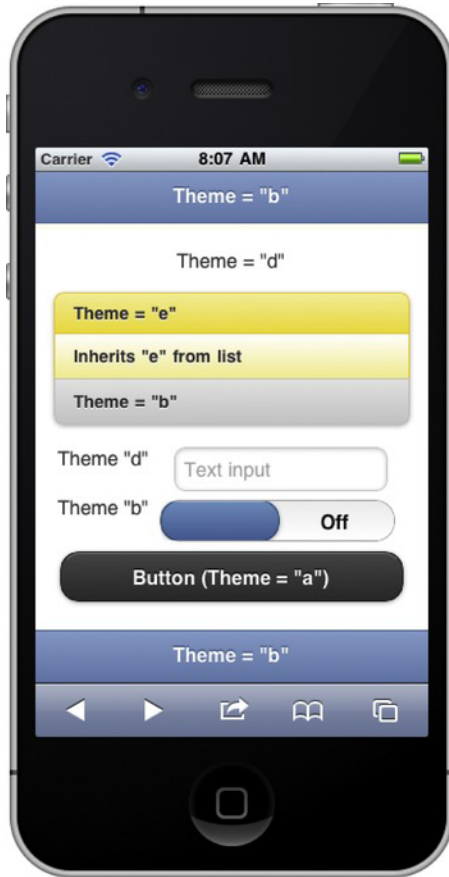 Carrier 8:07 AM
Theme = "b"
Theme = "d"
Theme = "e"
Inherits "e" from list
Theme = "b"
Theme "d" Text input
Theme "b" Off
Button (Theme = "a")
Theme = "b"